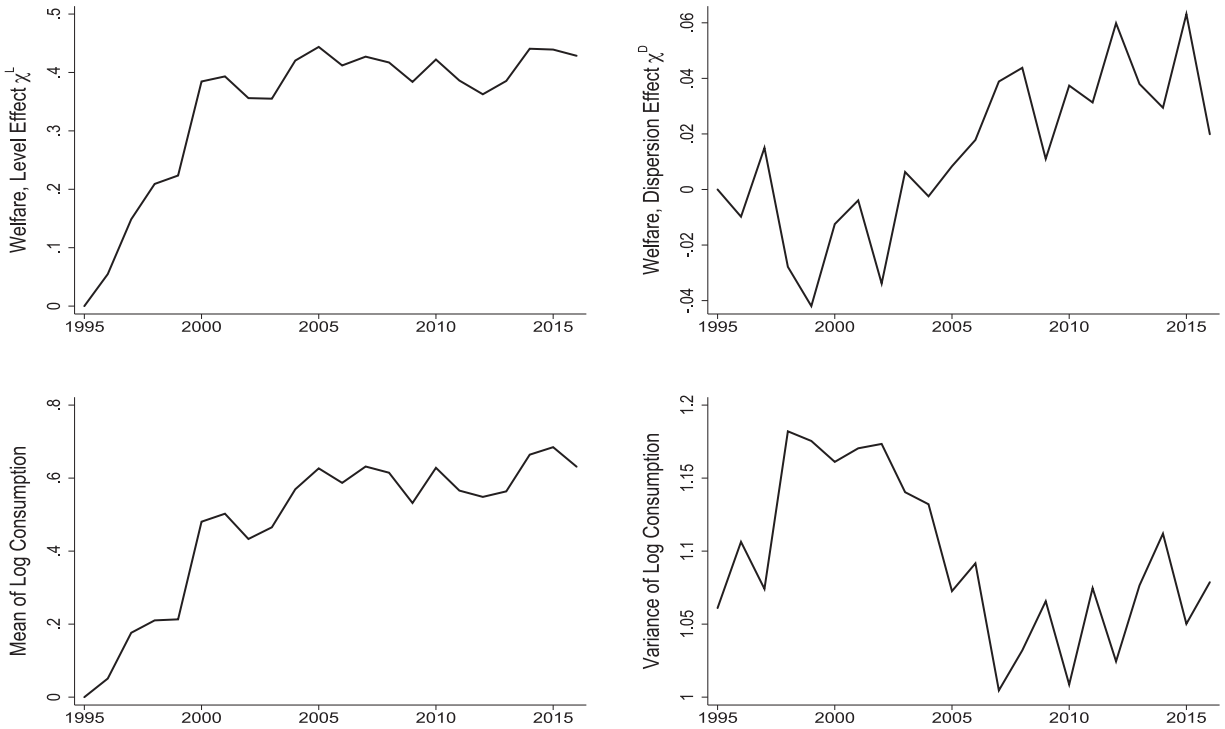 Welfare, Level Effect χL
.5
.4
.3
.2
.1
0
1995 2000 2005 2010 2015
Welfare, Dispersion Effect χD
.06
.04
.02
0
-.02
-.04
1995 2000 2005 2010 2015
Mean of Log Consumption
.8
.6
.4
.2
0
1995 2000 2005 2010 2015
Variance of Log Consumption
1.2
1.15
1.1
1.05
1
1995 2000 2005 2010 2015